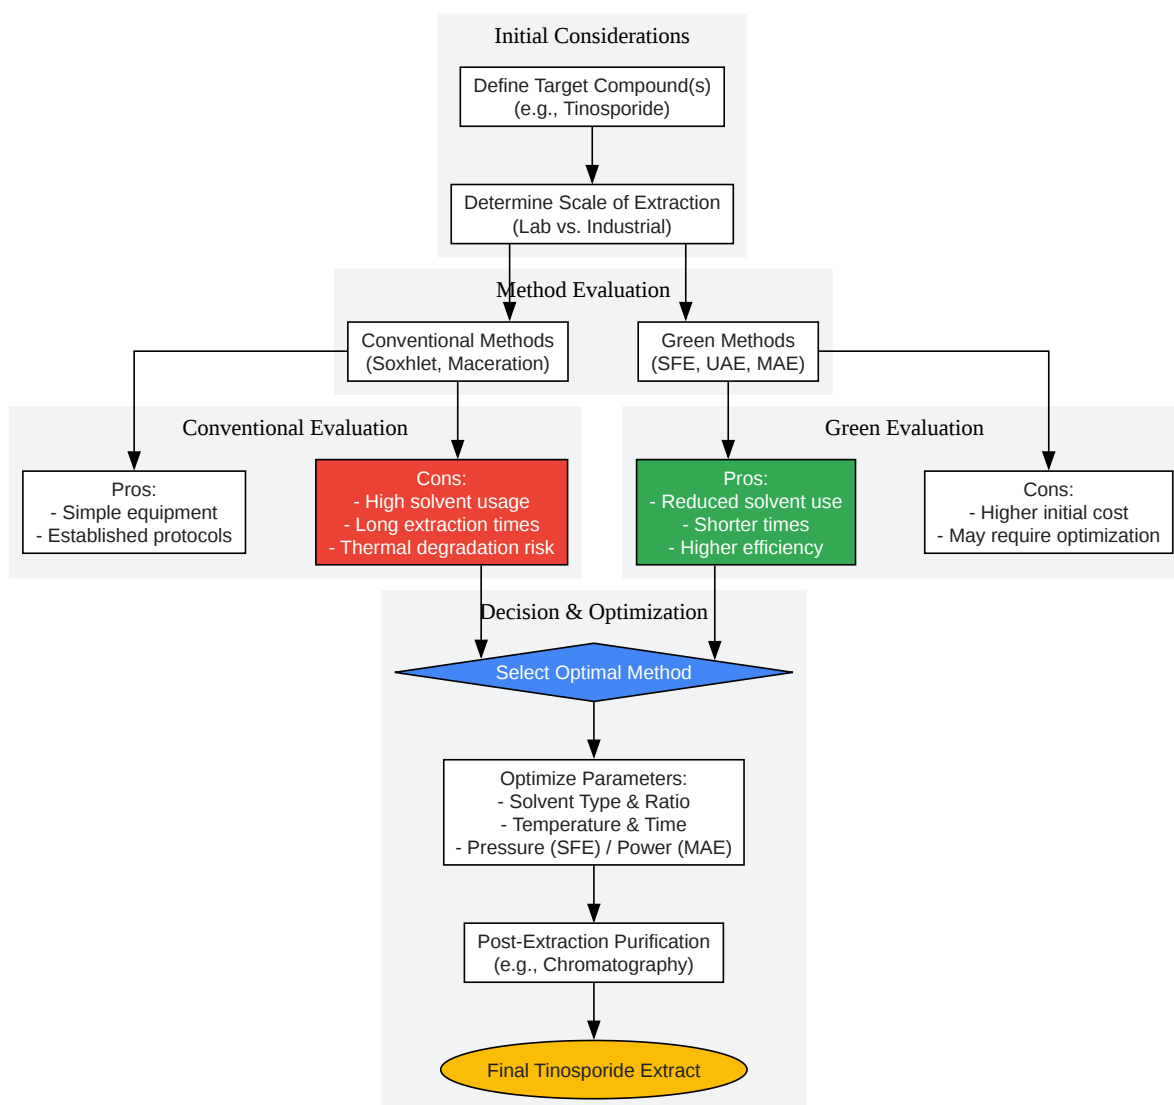 Initial Considerations
Define Target Compound(s)
(e.g., Tinosporide)
Determine Scale of Extraction
(Lab vs. Industrial)
Method Evaluation
Conventional Methods
(Soxhlet, Maceration)
Green Methods
(SFE, UAE, MAE)
Conventional Evaluation
Pros:
- Simple equipment
- Established protocols
Cons:
- High solvent usage
- Long extraction times
- Thermal degradation risk
Green Evaluation
Pros:
- Reduced solvent use
- Shorter times
- Higher efficiency
Cons:
- Higher initial cost
- May require optimization
Decision & Optimization
Select Optimal Method
Optimize Parameters:
- Solvent Type & Ratio
- Temperature & Time
- Pressure (SFE) / Power (MAE)
Post-Extraction Purification
(e.g., Chromatography)
Final Tinosporide Extract